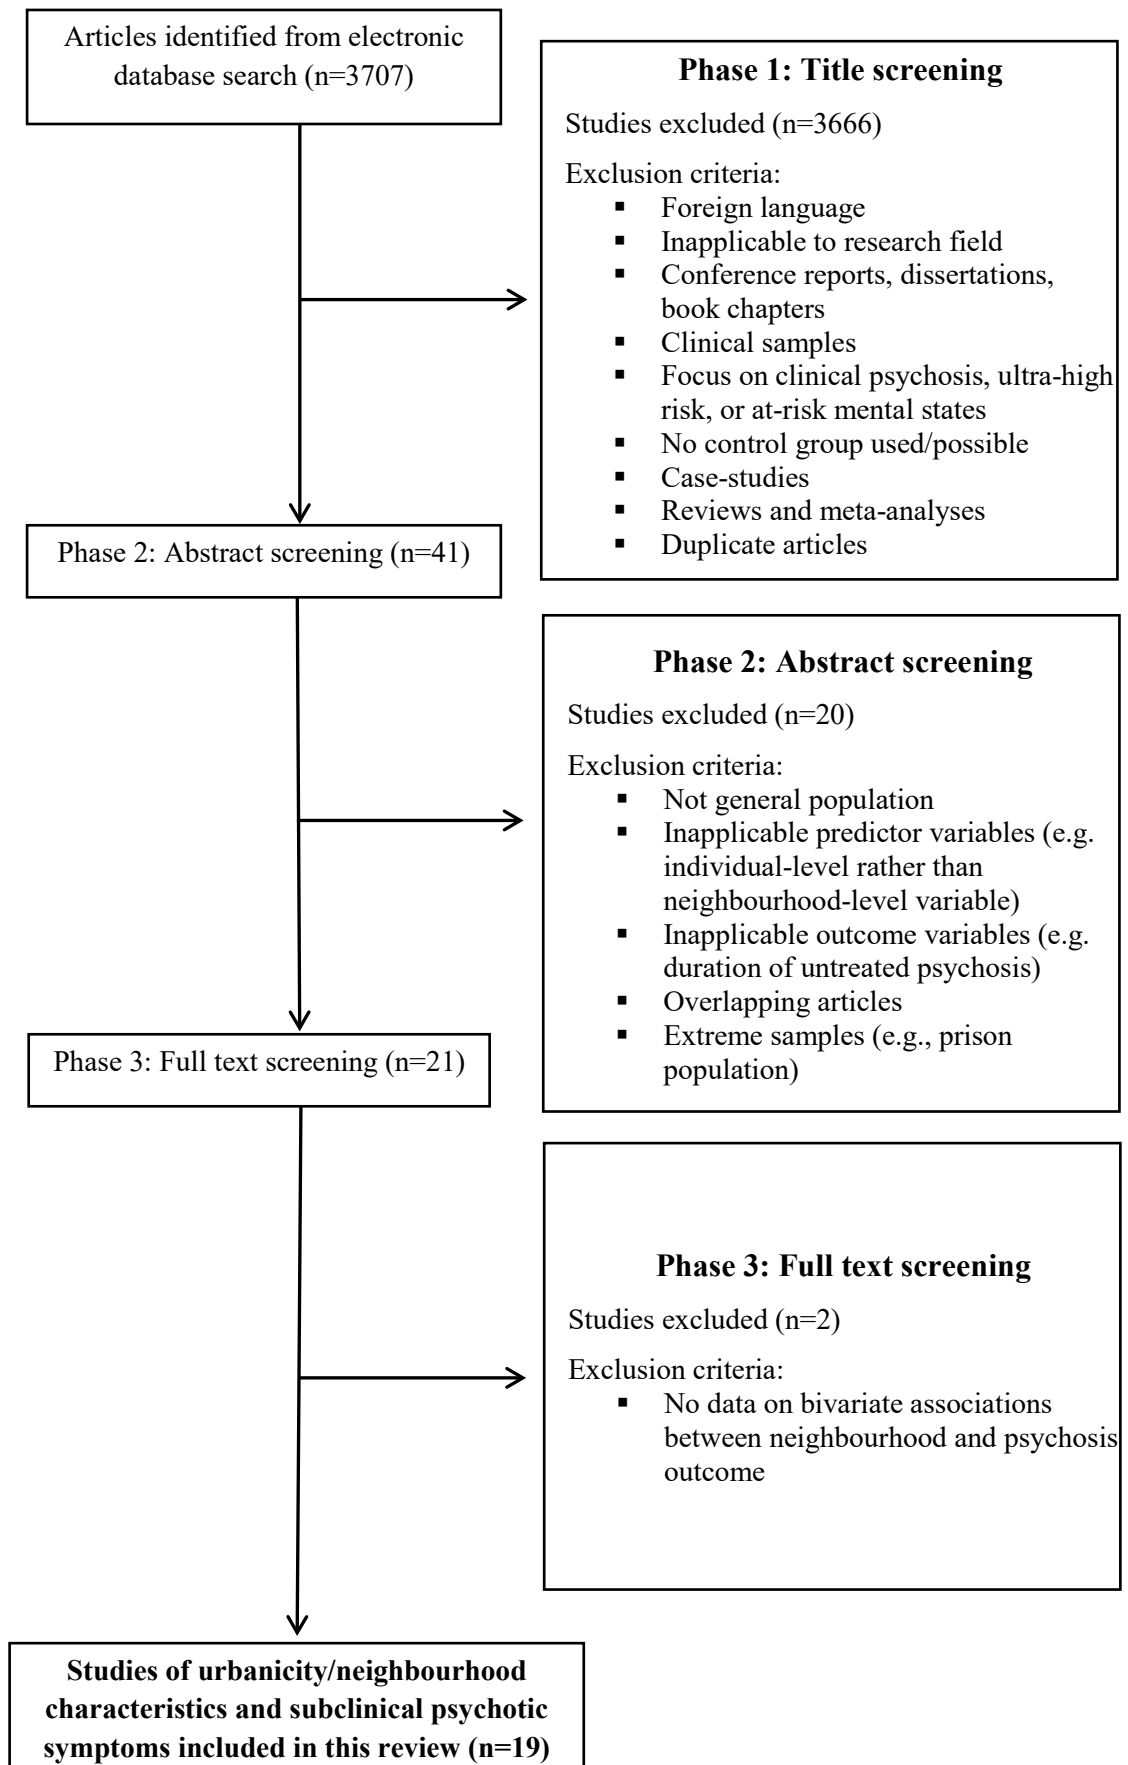 Articles identified from electronic
database search (n=3707)
Phase 1: Title screening
Studies excluded (n=3666)
Exclusion criteria:
▪ Foreign language
▪ Inapplicable to research field
▪ Conference reports, dissertations,
book chapters
▪ Clinical samples
▪ Focus on clinical psychosis, ultra-high
risk, or at-risk mental states
▪ No control group used/possible
▪ Case-studies
▪ Reviews and meta-analyses
▪ Duplicate articles
Phase 2: Abstract screening (n=41)
Phase 2: Abstract screening
Studies excluded (n=20)
Exclusion criteria:
▪ Not general population
▪ Inapplicable predictor variables (e.g.
individual-level rather than
neighbourhood-level variable)
▪ Inapplicable outcome variables (e.g.
duration of untreated psychosis)
▪ Overlapping articles
▪ Extreme samples (e.g., prison
population)
Phase 3: Full text screening (n=21)
Phase 3: Full text screening
Studies excluded (n=2)
Exclusion criteria:
▪ No data on bivariate associations
between neighbourhood and psychosis
outcome
Studies of urbanicity/neighbourhood
characteristics and subclinical psychotic
symptoms included in this review (n=19)